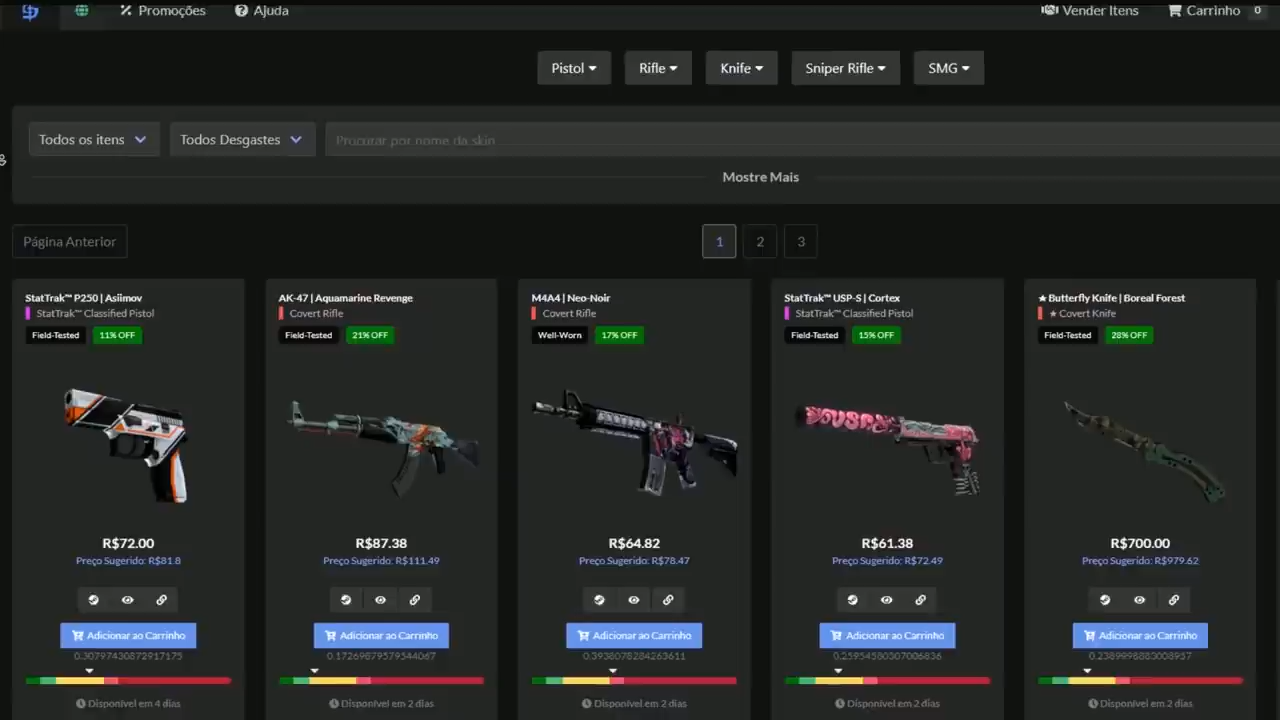 Promoções
Ajuda
Vender Itens
Carrinho 0
Pistol
Rifle
Knife
Sniper Rifle
SMG
Todos os itens
Todos Desgastes
Procurar por nome da skin
Mostre Mais
Página Anterior
1
2
3
StatTrak™ P250 | Asiimov
StatTrak™ Classified Pistol
Field-Tested 11% OFF
R$72.00
Preço Sugerido: R$81.8
Adicionar ao Carrinho
0.30797430872917175
Disponível em 4 dias
AK-47 | Aquamarine Revenge
Covert Rifle
Field-Tested 21% OFF
R$87.38
Preço Sugerido: R$111.49
Adicionar ao Carrinho
0.17269879579544067
Disponível em 2 dias
M4A4 | Neo-Noir
Covert Rifle
Well-Worn 17% OFF
R$64.82
Preço Sugerido: R$78.47
Adicionar ao Carrinho
0.3938078284263611
Disponível em 2 dias
StatTrak™ USP-S | Cortex
StatTrak™ Classified Pistol
Field-Tested 15% OFF
R$61.38
Preço Sugerido: R$72.49
Adicionar ao Carrinho
0.25954580307006836
Disponível em 2 dias
★ Butterfly Knife | Boreal Forest
★ Covert Knife
Field-Tested 28% OFF
R$700.00
Preço Sugerido: R$979.62
Adicionar ao Carrinho
0.2389998883008957
Disponível em 2 dias